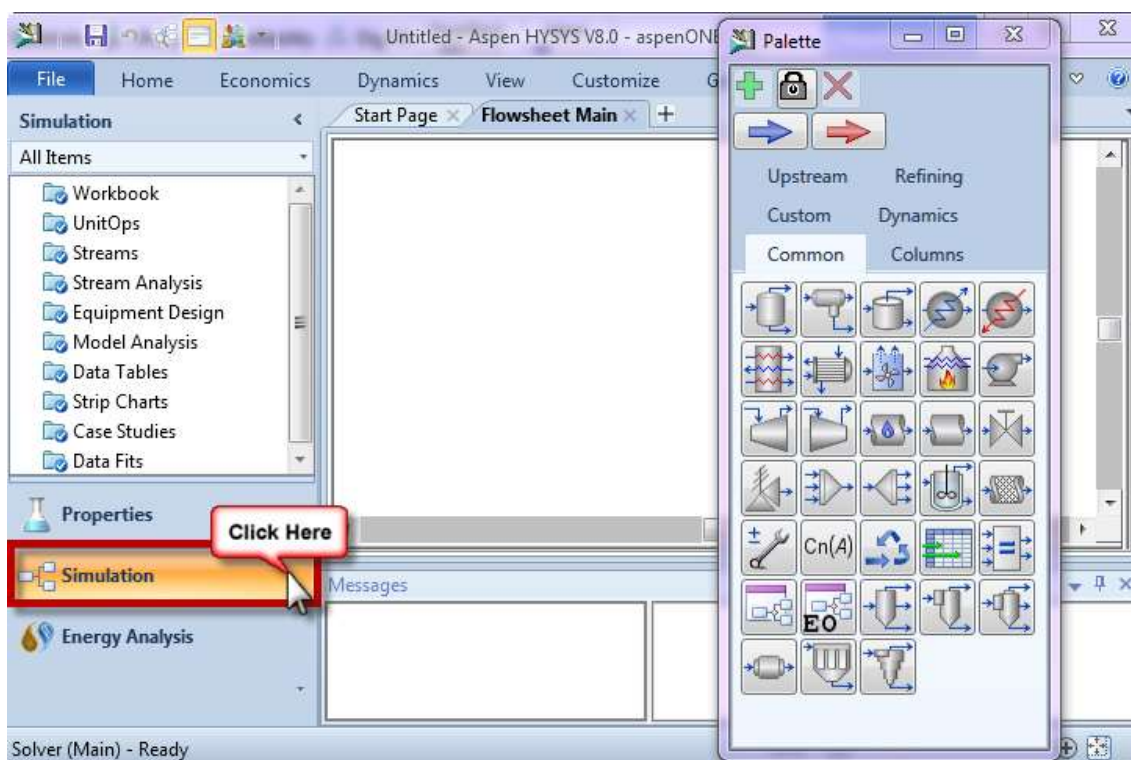 Untitled - Aspen HYSYS V8.0 - aspenONE
File Home Economics Dynamics View Customize G
Simulation
All Items
Workbook
UnitOps
Streams
Stream Analysis
Equipment Design
Model Analysis
Data Tables
Strip Charts
Case Studies
Data Fits
Properties
Simulation
Energy Analysis
Click Here
Start Page Flowsheet Main
Messages
Palette
Upstream Refining
Custom Dynamics
Common Columns
Cn(A)
EO
Solver (Main) - Ready